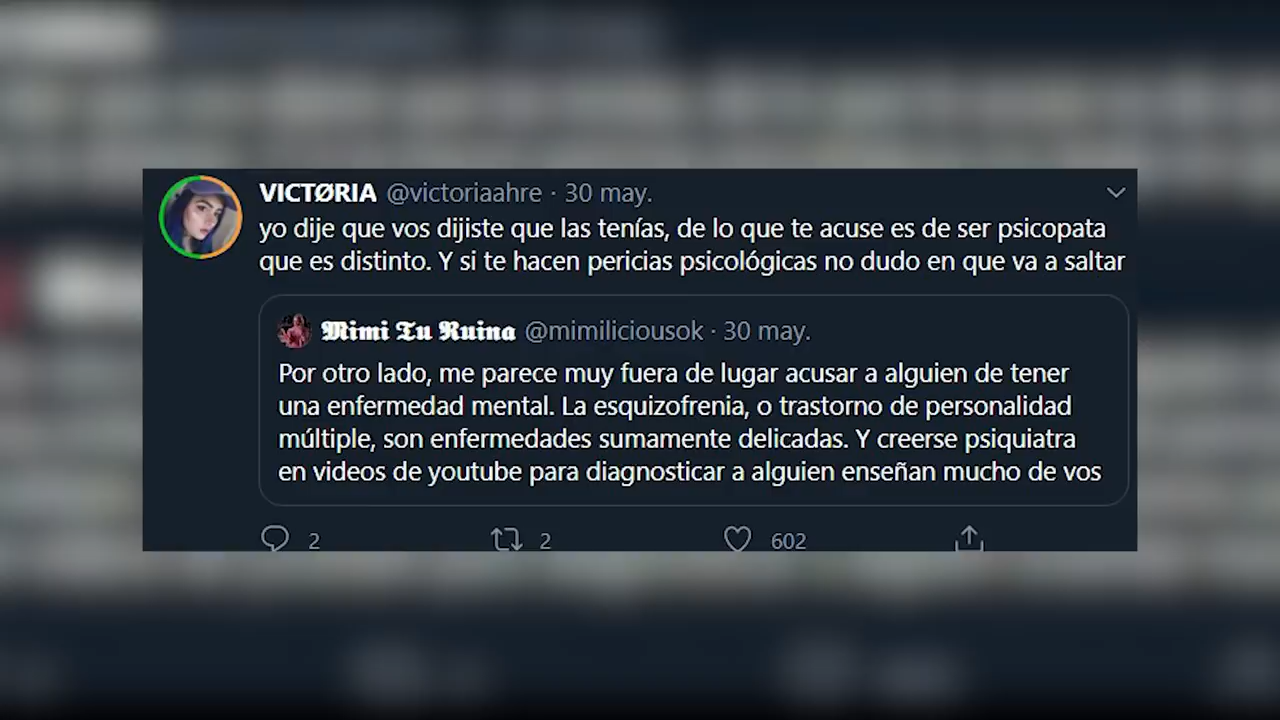 VICTØRIA @victoriaahre · 30 may.
yo dije que vos dijiste que las tenías, de lo que te acuse es de ser psicopata
que es distinto. Y si te hacen pericias psicológicas no dudo en que va a saltar
Mimi Tu Ruina @mimiliciousok · 30 may.
Por otro lado, me parece muy fuera de lugar acusar a alguien de tener
una enfermedad mental. La esquizofrenia, o trastorno de personalidad
múltiple, son enfermedades sumamente delicadas. Y creerse psiquiatra
en videos de youtube para diagnosticar a alguien enseñan mucho de vos
2 2 602